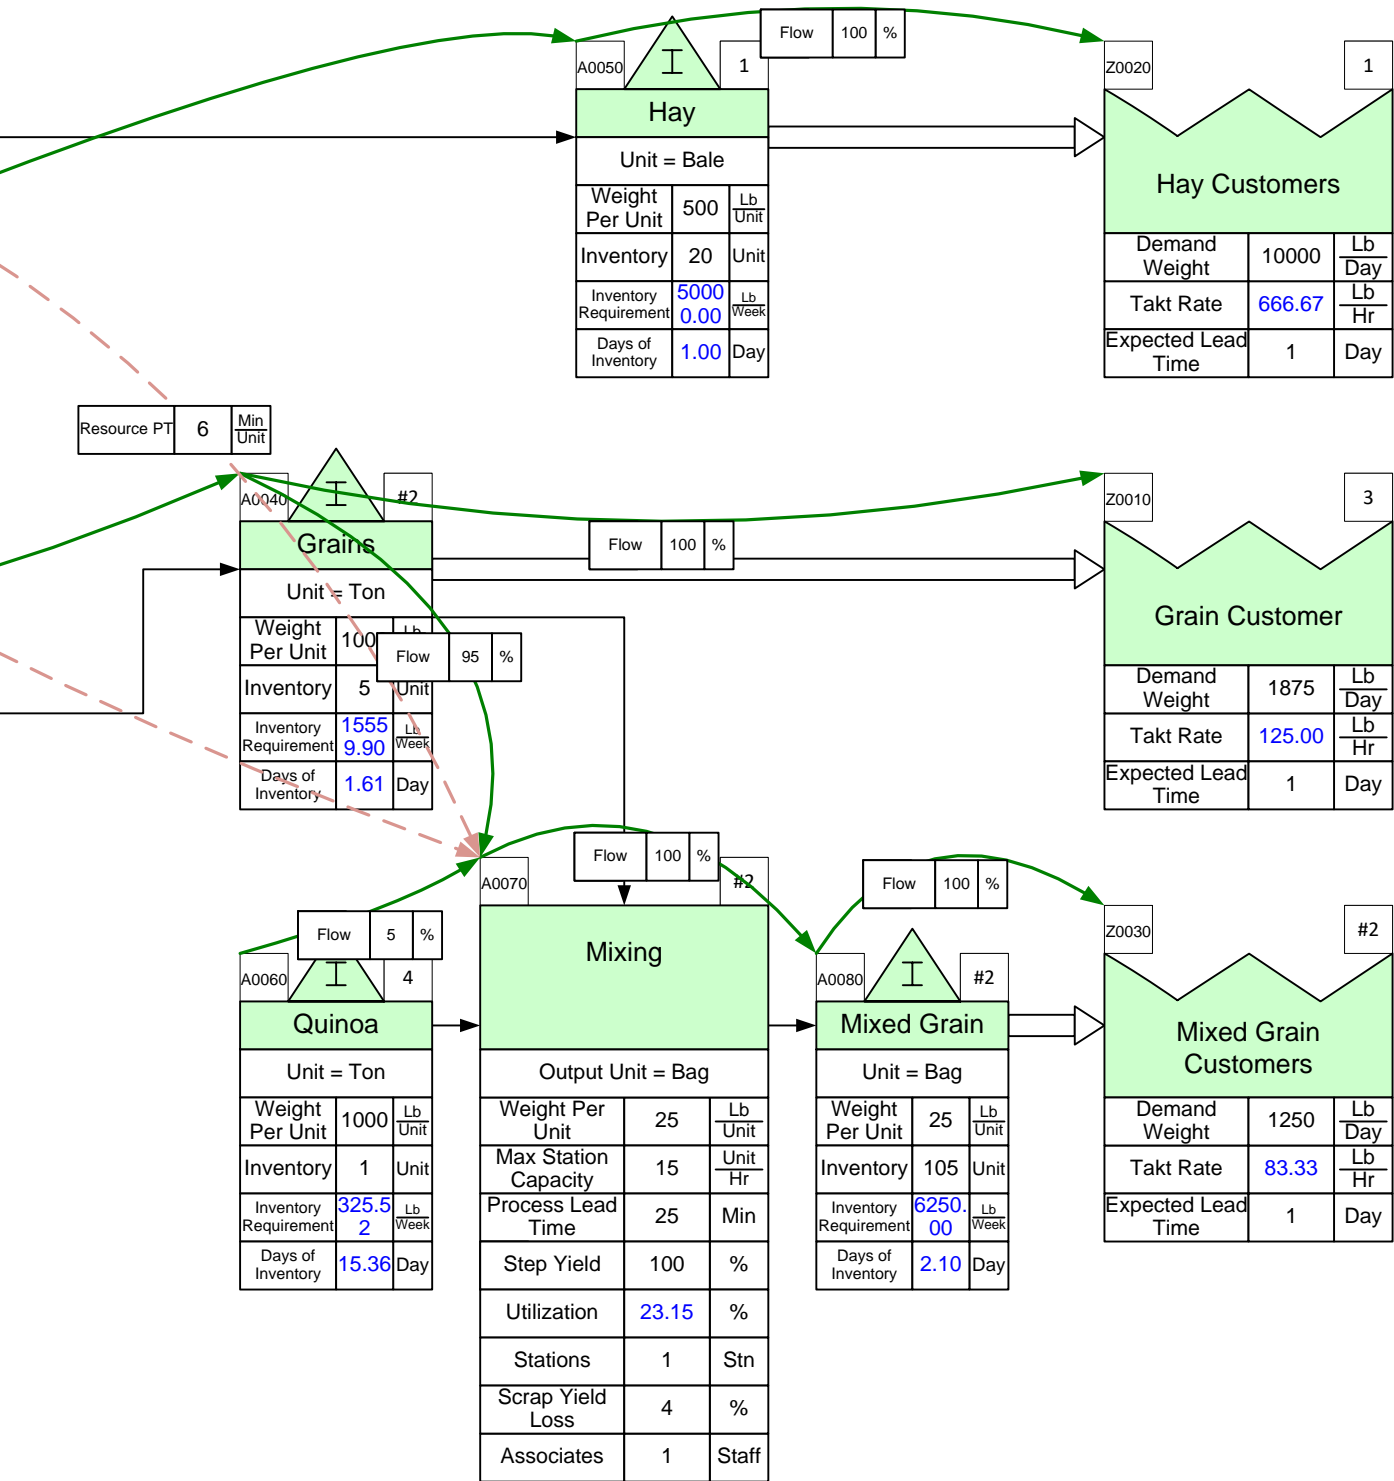 Flow 100 %
A0050 I 1
Hay
Unit = Bale
Weight
Per Unit
500
Lb
Unit
Inventory 20 Unit
Inventory
Requirement
5000
0.00
Lb
Week
Days of
Inventory
1.00 Day
Z0020 1
Hay Customers
Demand
Weight
10000
Lb
Day
Takt Rate 666.67
Lb
Hr
Expected Lead
Time
1 Day
Resource PT 6
Min
Unit
A0040 I #2
Grains
Unit = Ton
Weight
Per Unit
100
Lb
Inventory 5 Unit
Inventory
Requirement
1555
9.90
Lb
Week
Days of
Inventory
1.61 Day
Flow 100 %
Flow 95 %
Z0010 3
Grain Customer
Demand
Weight
1875
Lb
Day
Takt Rate 125.00
Lb
Hr
Expected Lead
Time
1 Day
Flow 5 %
A0060 I 4
Quinoa
Unit = Ton
Weight
Per Unit
1000
Lb
Unit
Inventory 1 Unit
Inventory
Requirement
325.5
2
Lb
Week
Days of
Inventory
15.36 Day
Flow 100 %
A0070 #2
Mixing
Output Unit = Bag
Weight Per
Unit
25
Lb
Unit
Max Station
Capacity
15
Unit
Hr
Process Lead
Time
25 Min
Step Yield 100 %
Utilization 23.15 %
Stations 1 Stn
Scrap Yield
Loss
4 %
Associates 1 Staff
Flow 100 %
A0080 I #2
Mixed Grain
Unit = Bag
Weight
Per Unit
25
Lb
Unit
Inventory 105 Unit
Inventory
Requirement
6250.
00
Lb
Week
Days of
Inventory
2.10 Day
Z0030 #2
Mixed Grain
Customers
Demand
Weight
1250
Lb
Day
Takt Rate 83.33
Lb
Hr
Expected Lead
Time
1 Day